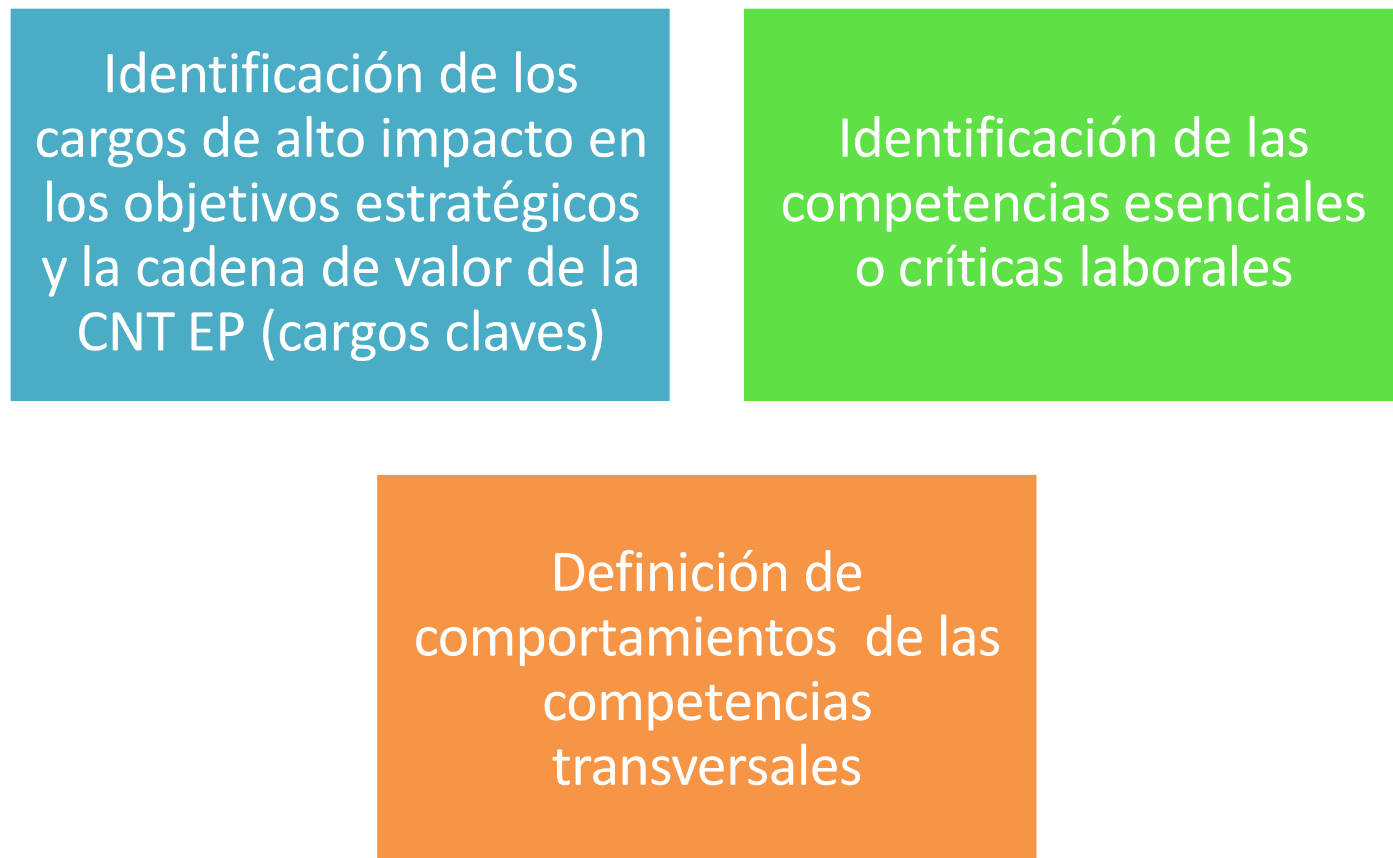 Identificación de los
cargos de alto impacto en
los objetivos estratégicos
y la cadena de valor de la
CNT EP (cargos claves)
Identificación de las
competencias esenciales
o críticas laborales
Definición de
comportamientos  de las
competencias
transversales